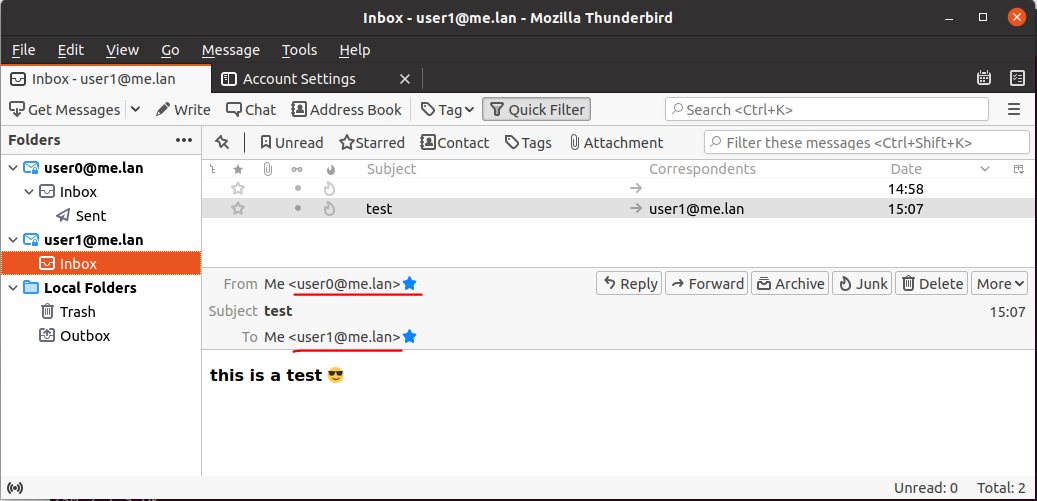 Inbox - user1@me.lan - Mozilla Thunderbird
File Edit View Go Message Tools Help
Inbox - user1@me.lan Account Settings
Get Messages Write Chat Address Book Tag Quick Filter Search <Ctrl+K>
Folders
Unread Starred Contact Tags Attachment Filter these messages <Ctrl+Shift+K>
user0@me.lan
Inbox
Sent
user1@me.lan
Inbox
Local Folders
Trash
Outbox
Subject Correspondents Date
14:58
test user1@me.lan 15:07
From Me <user0@me.lan> Reply Forward Archive Junk Delete More
Subject test 15:07
To Me <user1@me.lan>
this is a test 😎
Unread: 0 Total: 2